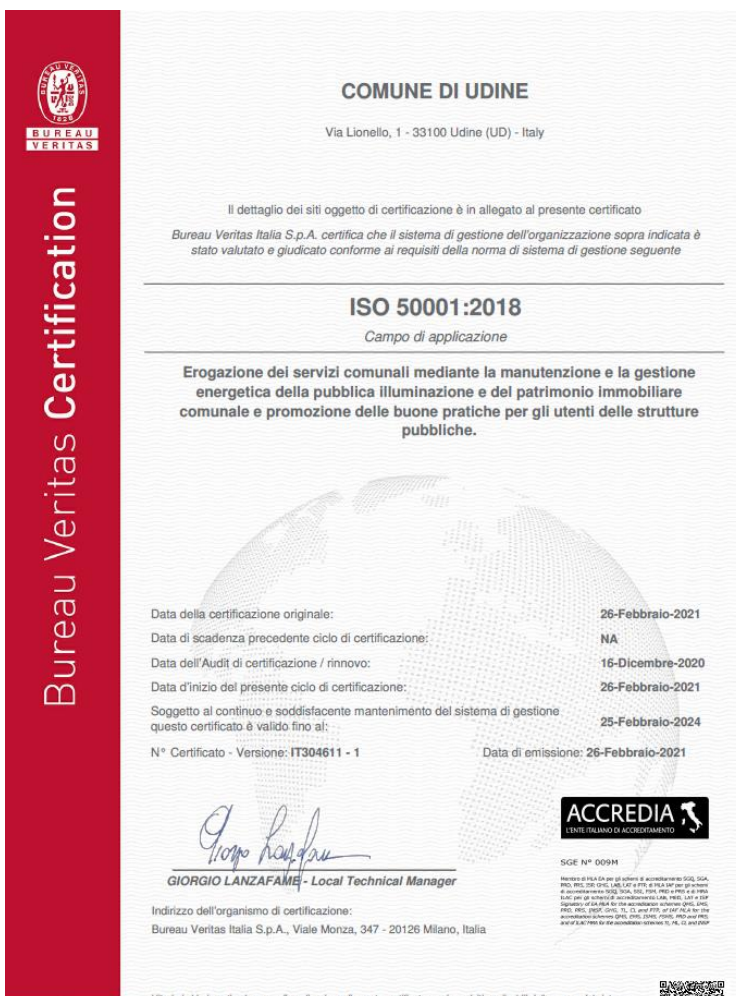 BUREAU VERITAS
1828
BUREAU
VERITAS
Bureau Veritas Certification
COMUNE DI UDINE
Via Lionello, 1 - 33100 Udine (UD) - Italy
Il dettaglio dei siti oggetto di certificazione è in allegato al presente certificato
Bureau Veritas Italia S.p.A. certifica che il sistema di gestione dell'organizzazione sopra indicata è
stato valutato e giudicato conforme ai requisiti della norma di sistema di gestione seguente
ISO 50001:2018
Campo di applicazione
Erogazione dei servizi comunali mediante la manutenzione e la gestione
energetica della pubblica illuminazione e del patrimonio immobiliare
comunale e promozione delle buone pratiche per gli utenti delle strutture
pubbliche.
Data della certificazione originale: 26-Febbraio-2021
Data di scadenza precedente ciclo di certificazione: NA
Data dell'Audit di certificazione / rinnovo: 16-Dicembre-2020
Data d'inizio del presente ciclo di certificazione: 26-Febbraio-2021
Soggetto al continuo e soddisfacente mantenimento del sistema di gestione
questo certificato è valido fino al: 25-Febbraio-2024
N° Certificato - Versione: IT304611 - 1 Data di emissione: 26-Febbraio-2021
ACCREDIA
L'ENTE ITALIANO DI ACCREDITAMENTO
SGE N° 009M
Giorgio Lanzafame
GIORGIO LANZAFAME - Local Technical Manager
Indirizzo dell'organismo di certificazione:
Bureau Veritas Italia S.p.A., Viale Monza, 347 - 20126 Milano, Italia